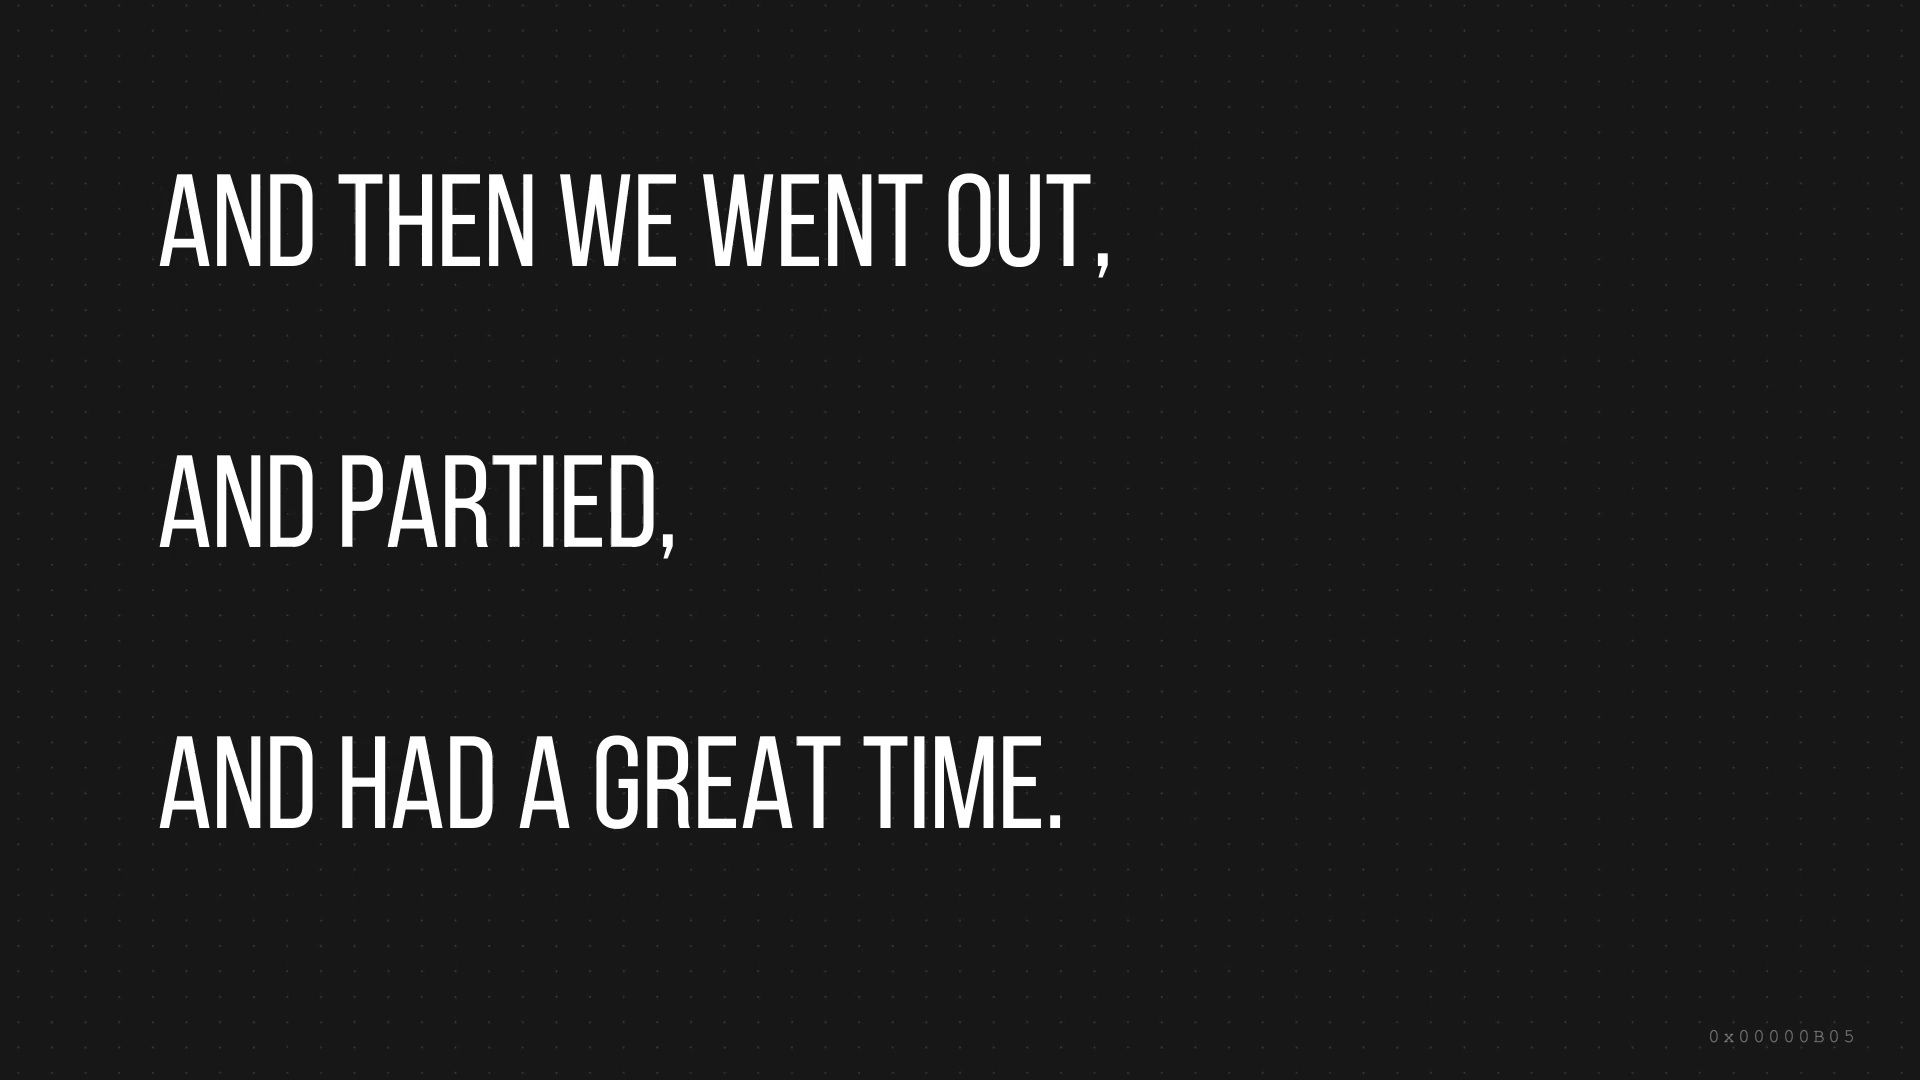 AND THEN WE WENT OUT,
AND PARTIED,
AND HAD A GREAT TIME.
0x00000B05